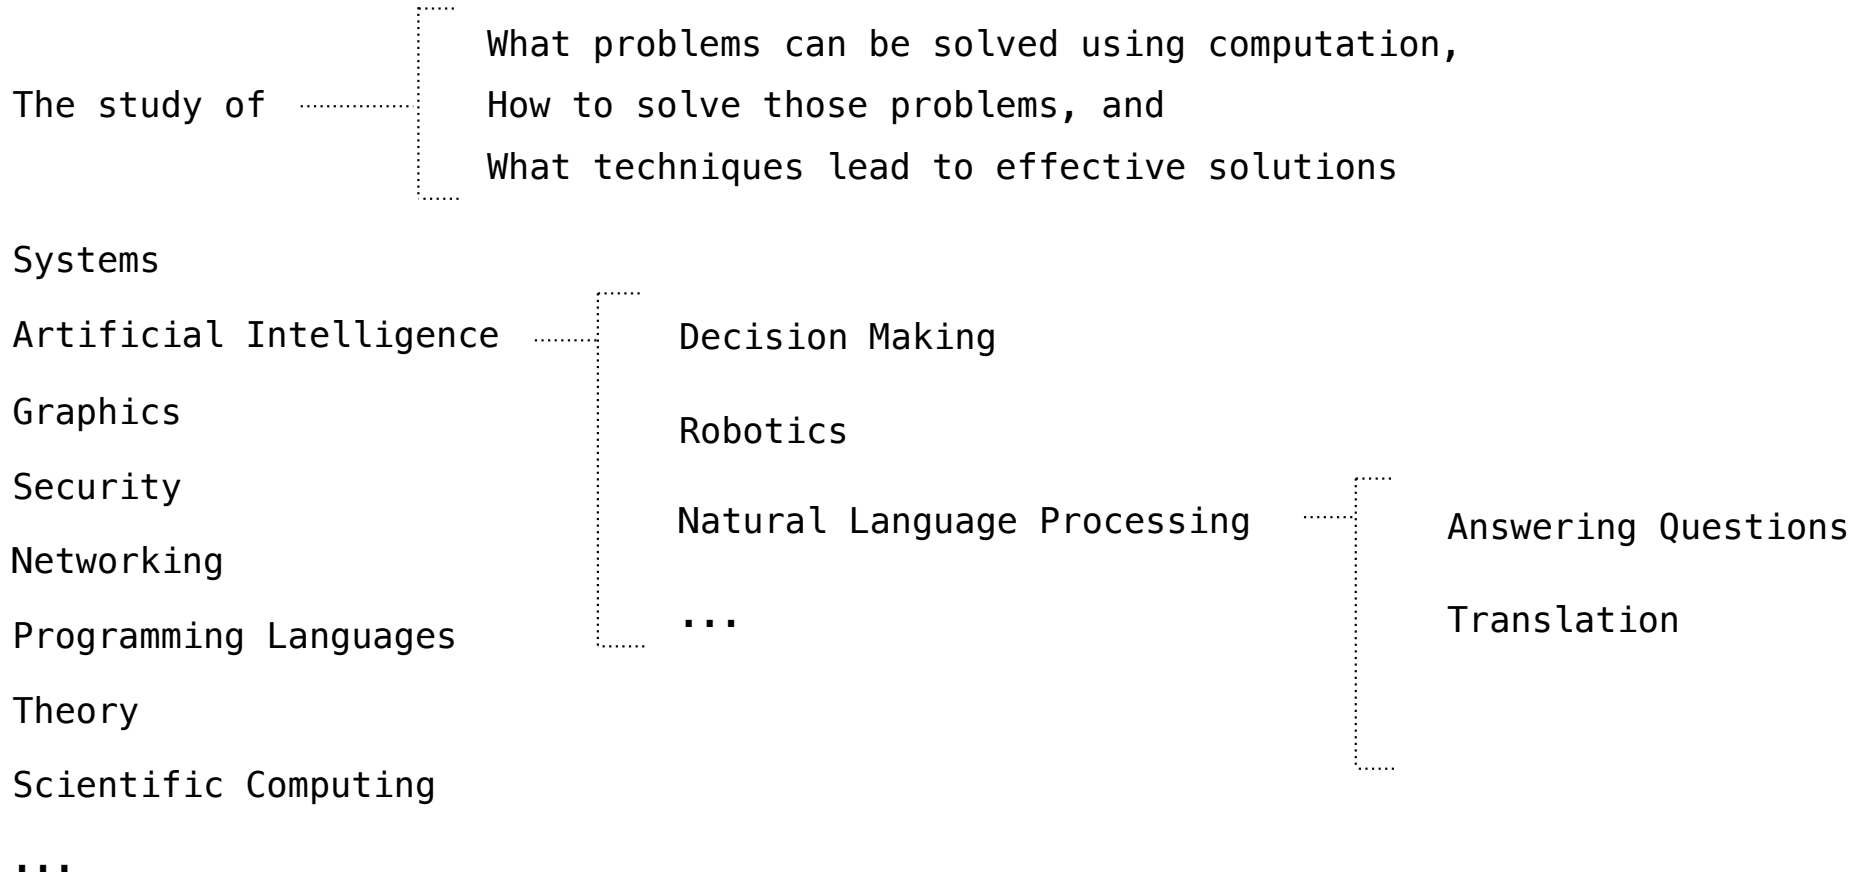 What problems can be solved using computation,
The study of How to solve those problems, and
What techniques lead to effective solutions
Systems
Artificial Intelligence
Graphics
Security
Networking
Programming Languages
Theory
Scientific Computing
...
Decision Making
Robotics
Natural Language Processing
...
Answering Questions
Translation